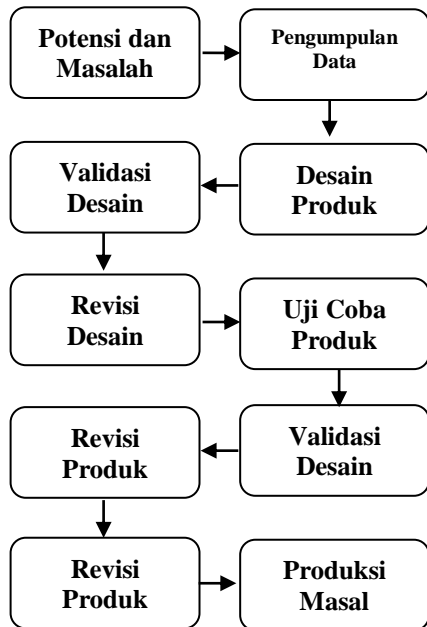 Potensi dan
Masalah
Pengumpulan
Data
Desain
Produk
Validasi
Desain
Revisi
Desain
Uji Coba
Produk
Validasi
Desain
Revisi
Produk
Revisi
Produk
Produksi
Masal